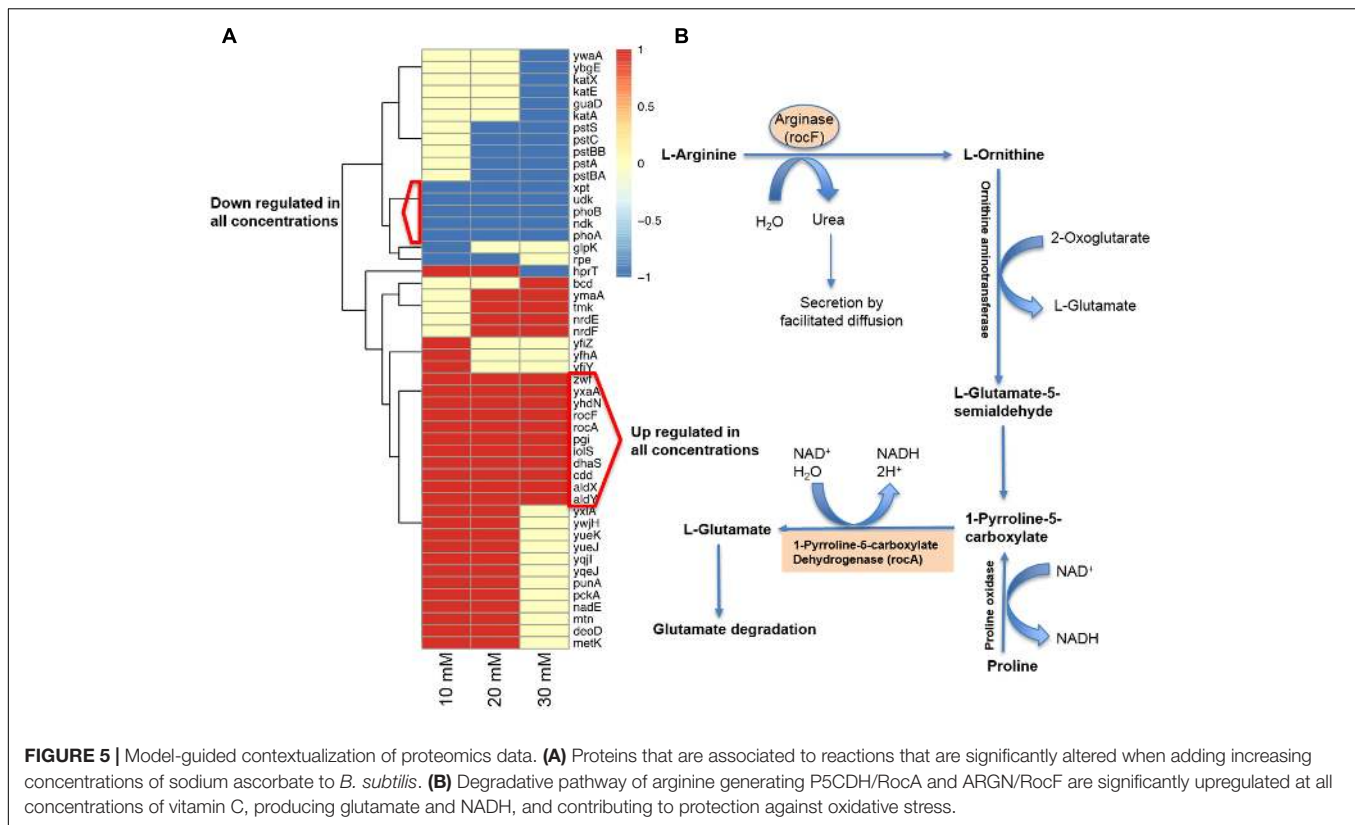 A
B
ywaA
ybgE
katX
katE
guaD
katA
pstS
pstC
pstBB
pstA
pstBA
xpt
udk
phoB
ndk
phoA
glpK
rpe
hprT
bcd
ymaA
tmk
nrdE
nrdF
yfiZ
yfhA
yfiY
zwf
yxaA
yhdN
rocF
rocA
pgi
iolS
dhaS
cdd
aldX
aldY
yxlA
ywjH
yueK
yueJ
yqjI
yqeJ
punA
pckA
nadE
mtn
deoD
metK
1
0.5
0
−0.5
−1
Down regulated in
all concentrations
Up regulated in
all concentrations
10 mM
20 mM
30 mM
Arginase
(rocF)
L-Arginine
L-Ornithine
H₂O
Urea
Secretion by
facilitated diffusion
Ornithine aminotransferase
2-Oxoglutarate
L-Glutamate
L-Glutamate-5-
semialdehyde
NAD⁺
H₂O
NADH
2H⁺
L-Glutamate
1-Pyrroline-5-carboxylate
Dehydrogenase (rocA)
1-Pyrroline-5-
carboxylate
Glutamate degradation
Proline oxidase
NAD⁺
NADH
Proline
FIGURE 5 | Model-guided contextualization of proteomics data. (A) Proteins that are associated to reactions that are significantly altered when adding increasing
concentrations of sodium ascorbate to B. subtilis. (B) Degradative pathway of arginine generating P5CDH/RocA and ARGN/RocF are significantly upregulated at all
concentrations of vitamin C, producing glutamate and NADH, and contributing to protection against oxidative stress.